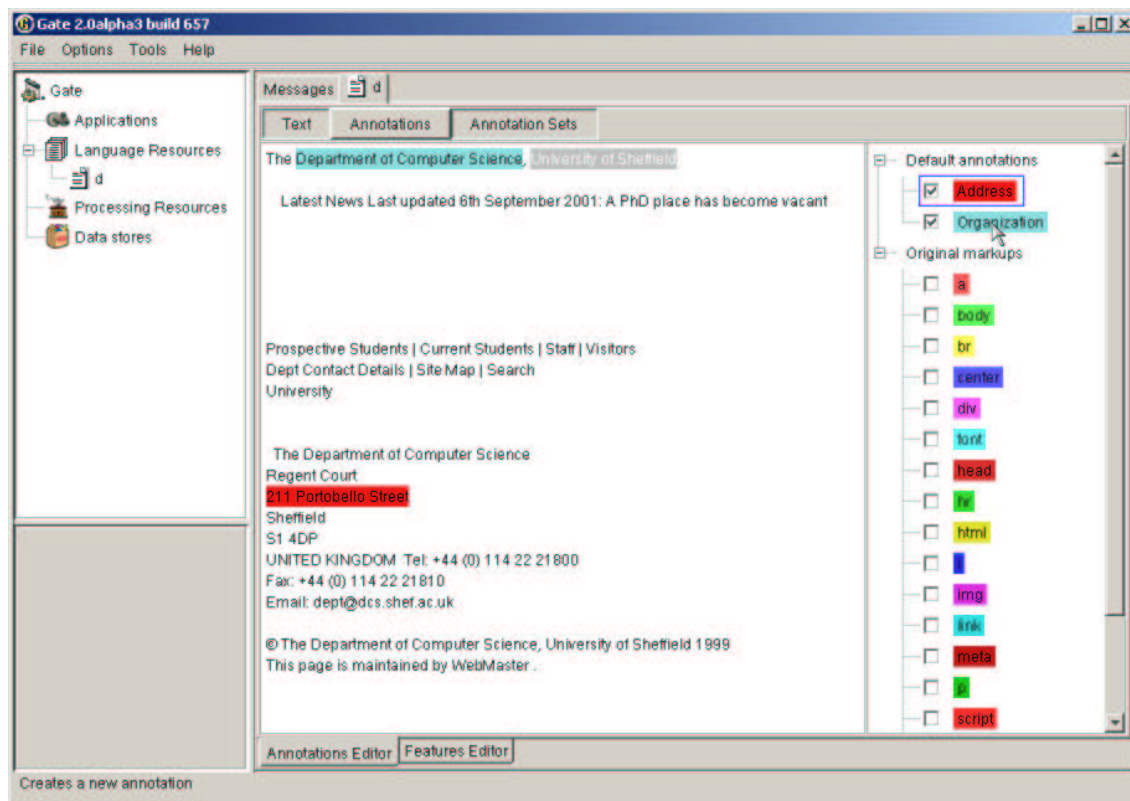 Gate 2.0alpha3 build 657
File Options Tools Help
Gate
Applications
Language Resources
d
Processing Resources
Data stores
Messages d
Text Annotations Annotation Sets
The Department of Computer Science, University of Sheffield
Latest News Last updated 6th September 2001: A PhD place has become vacant
Prospective Students | Current Students | Staff | Visitors
Dept Contact Details | Site Map | Search
University
The Department of Computer Science
Regent Court
211 Portobello Street
Sheffield
S1 4DP
UNITED KINGDOM Tel: +44 (0) 114 22 21800
Fax: +44 (0) 114 22 21810
Email: dept@dcs.shef.ac.uk
© The Department of Computer Science, University of Sheffield 1999
This page is maintained by WebMaster .
Default annotations
Address
Organization
Original markups
a
body
br
center
div
font
head
hr
html
i
img
link
meta
p
script
Annotations Editor Features Editor
Creates a new annotation